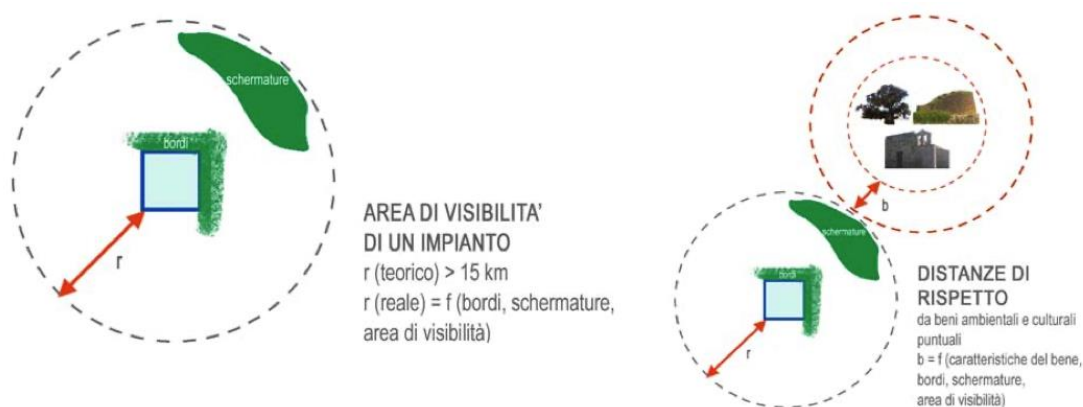 schermature
bordi
r
AREA DI VISIBILITA'
DI UN IMPIANTO
r (teorico) > 15 km
r (reale) = f (bordi, schermature,
area di visibilità)
b
schermature
bordi
r
DISTANZE DI
RISPETTO
da beni ambientali e culturali
puntuali
b = f (caratteristiche del bene,
bordi, schermature,
area di visibilità)